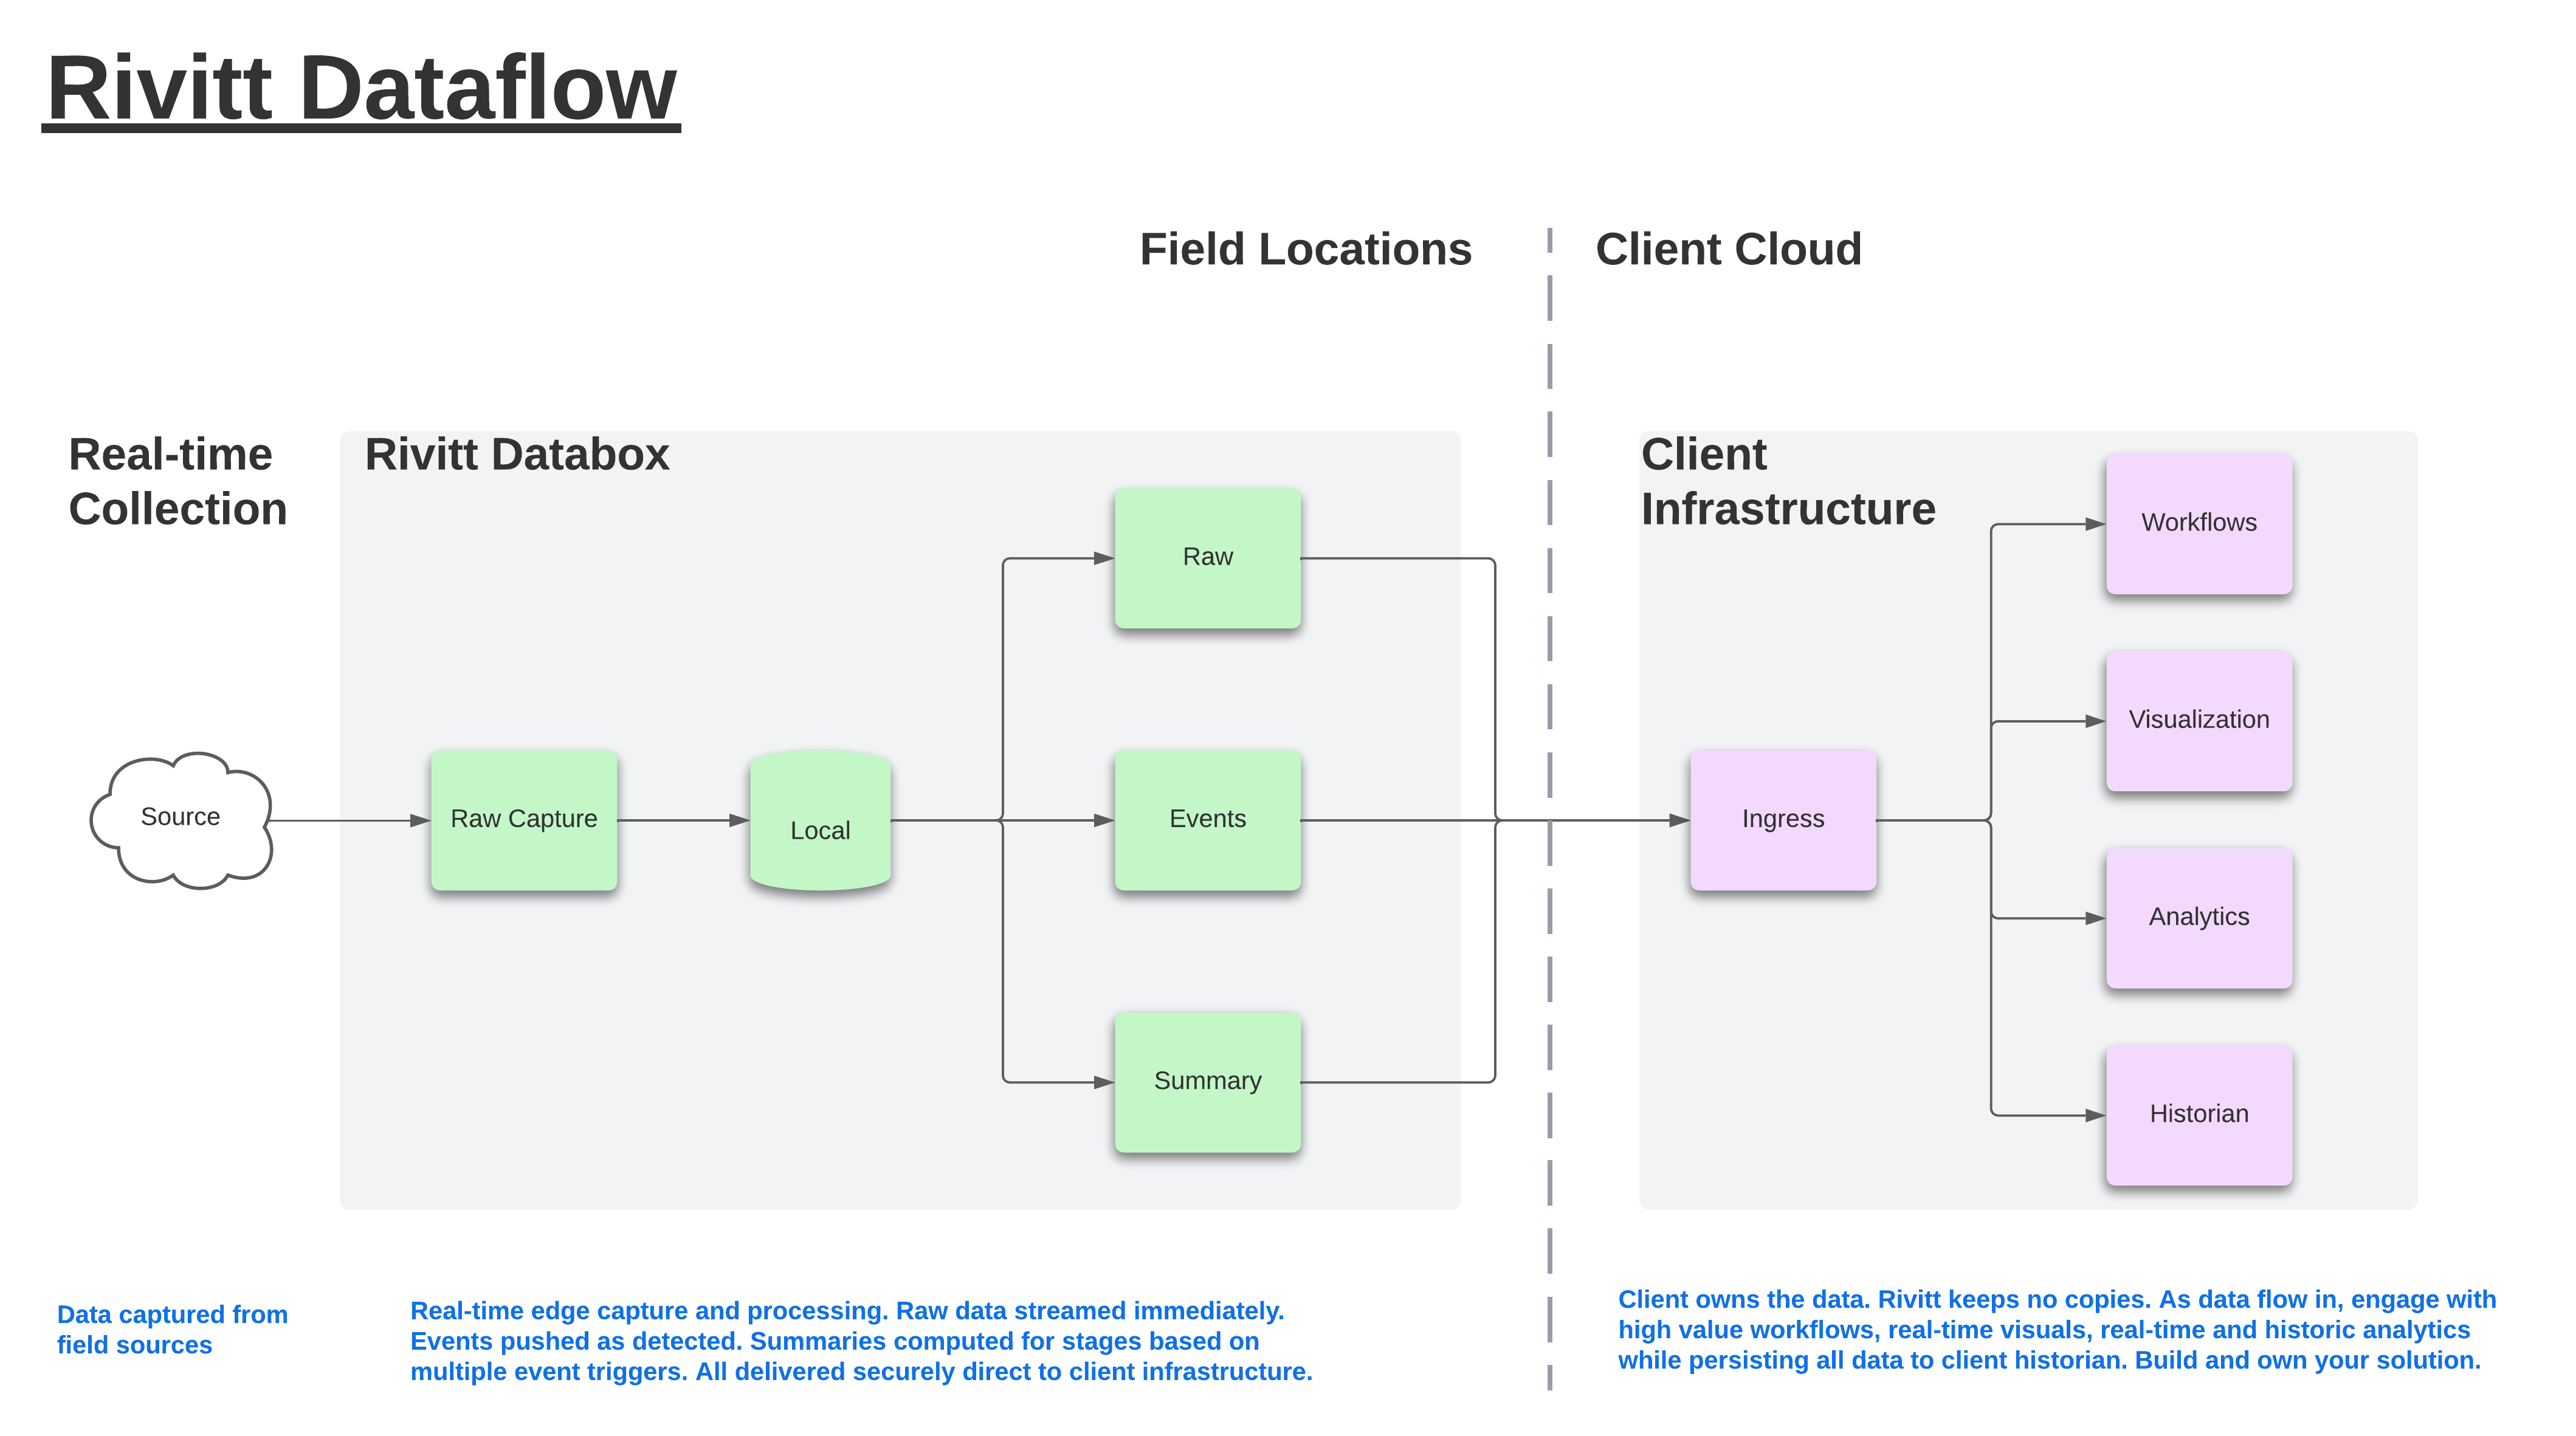 Rivitt Dataflow
Field Locations
Client Cloud
Real-time
Collection
Rivitt Databox
Client
Infrastructure
Source
Raw Capture
Local
Raw
Events
Summary
Ingress
Workflows
Visualization
Analytics
Historian
Data captured from
field sources
Real-time edge capture and processing. Raw data streamed immediately.
Events pushed as detected. Summaries computed for stages based on
multiple event triggers. All delivered securely direct to client infrastructure.
Client owns the data. Rivitt keeps no copies. As data flow in, engage with
high value workflows, real-time visuals, real-time and historic analytics
while persisting all data to client historian. Build and own your solution.